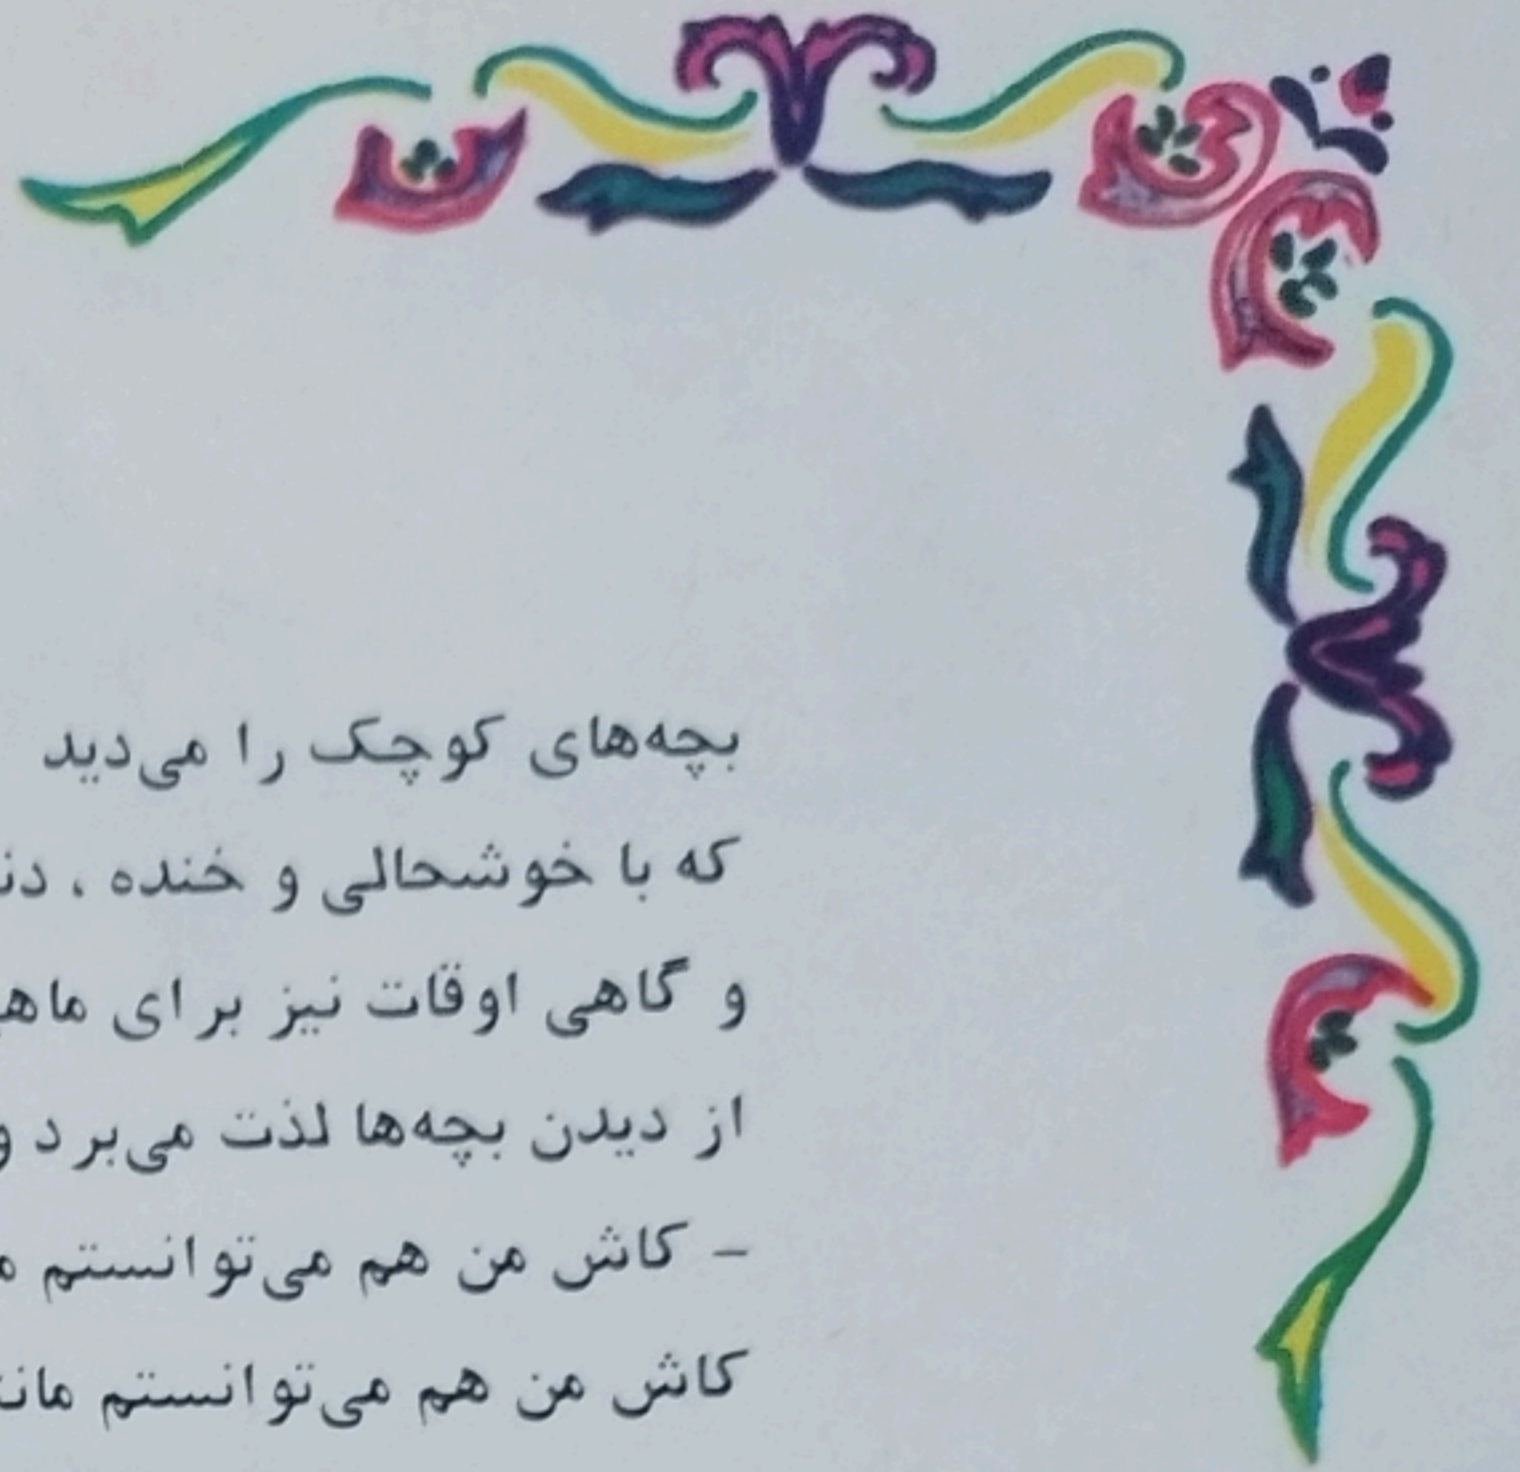 بچه‌های کوچک را می‌دید
که با خوشحالی و خنده ،
و گاهی اوقات نیز برای
از دیدن بچه‌ها لذت می‌برد و
– کاش من هم می‌توانستم
کاش من هم می‌توانستم